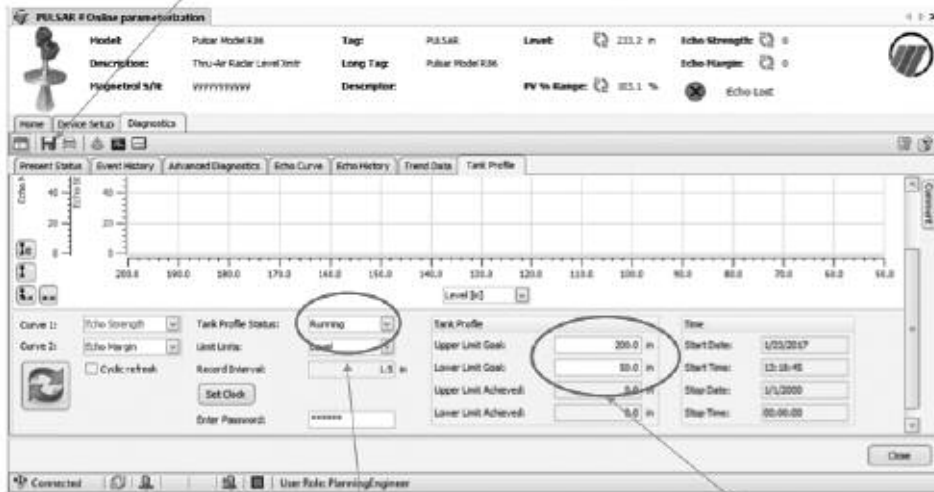 PULSAR # Online parameterization
Model: Pulsar Model R86 Tag: PULSAR Level: 233.2 in Echo Strength: 0
Description: Thru-Air Radar Level Xmtr Long Tag: Pulsar Model R86 Echo Margin: 0
Magnetrol S/N: Descriptor: PV % Range: 103.1 % Echo Lost
Home Device Setup Diagnostics
Present Status Event History Advanced Diagnostics Echo Curve Echo History Trend Data Tank Profile
Comment
40 40
20 20
0 0
200.0 190.0 180.0 170.0 160.0 150.0 140.0 130.0 120.0 110.0 100.0 90.0 80.0 70.0 60.0 50.0
Level [in]
Curve 1: Echo Strength Tank Profile Status: Running Tank Profile Time
Curve 2: Echo Margin Limit Units: Level Upper Limit Goal: 200.0 in Start Date: 1/23/2017
Cyclic refresh Record Interval: 1.5 in Lower Limit Goal: 50.0 in Start Time: 13:18:45
Set Clock Upper Limit Achieved: 0.0 in Stop Date: 1/1/2000
Enter Password: ****** Lower Limit Achieved: 0.0 in Stop Time: 00:00:00
Close
Connected User Role: PlanningEngineer